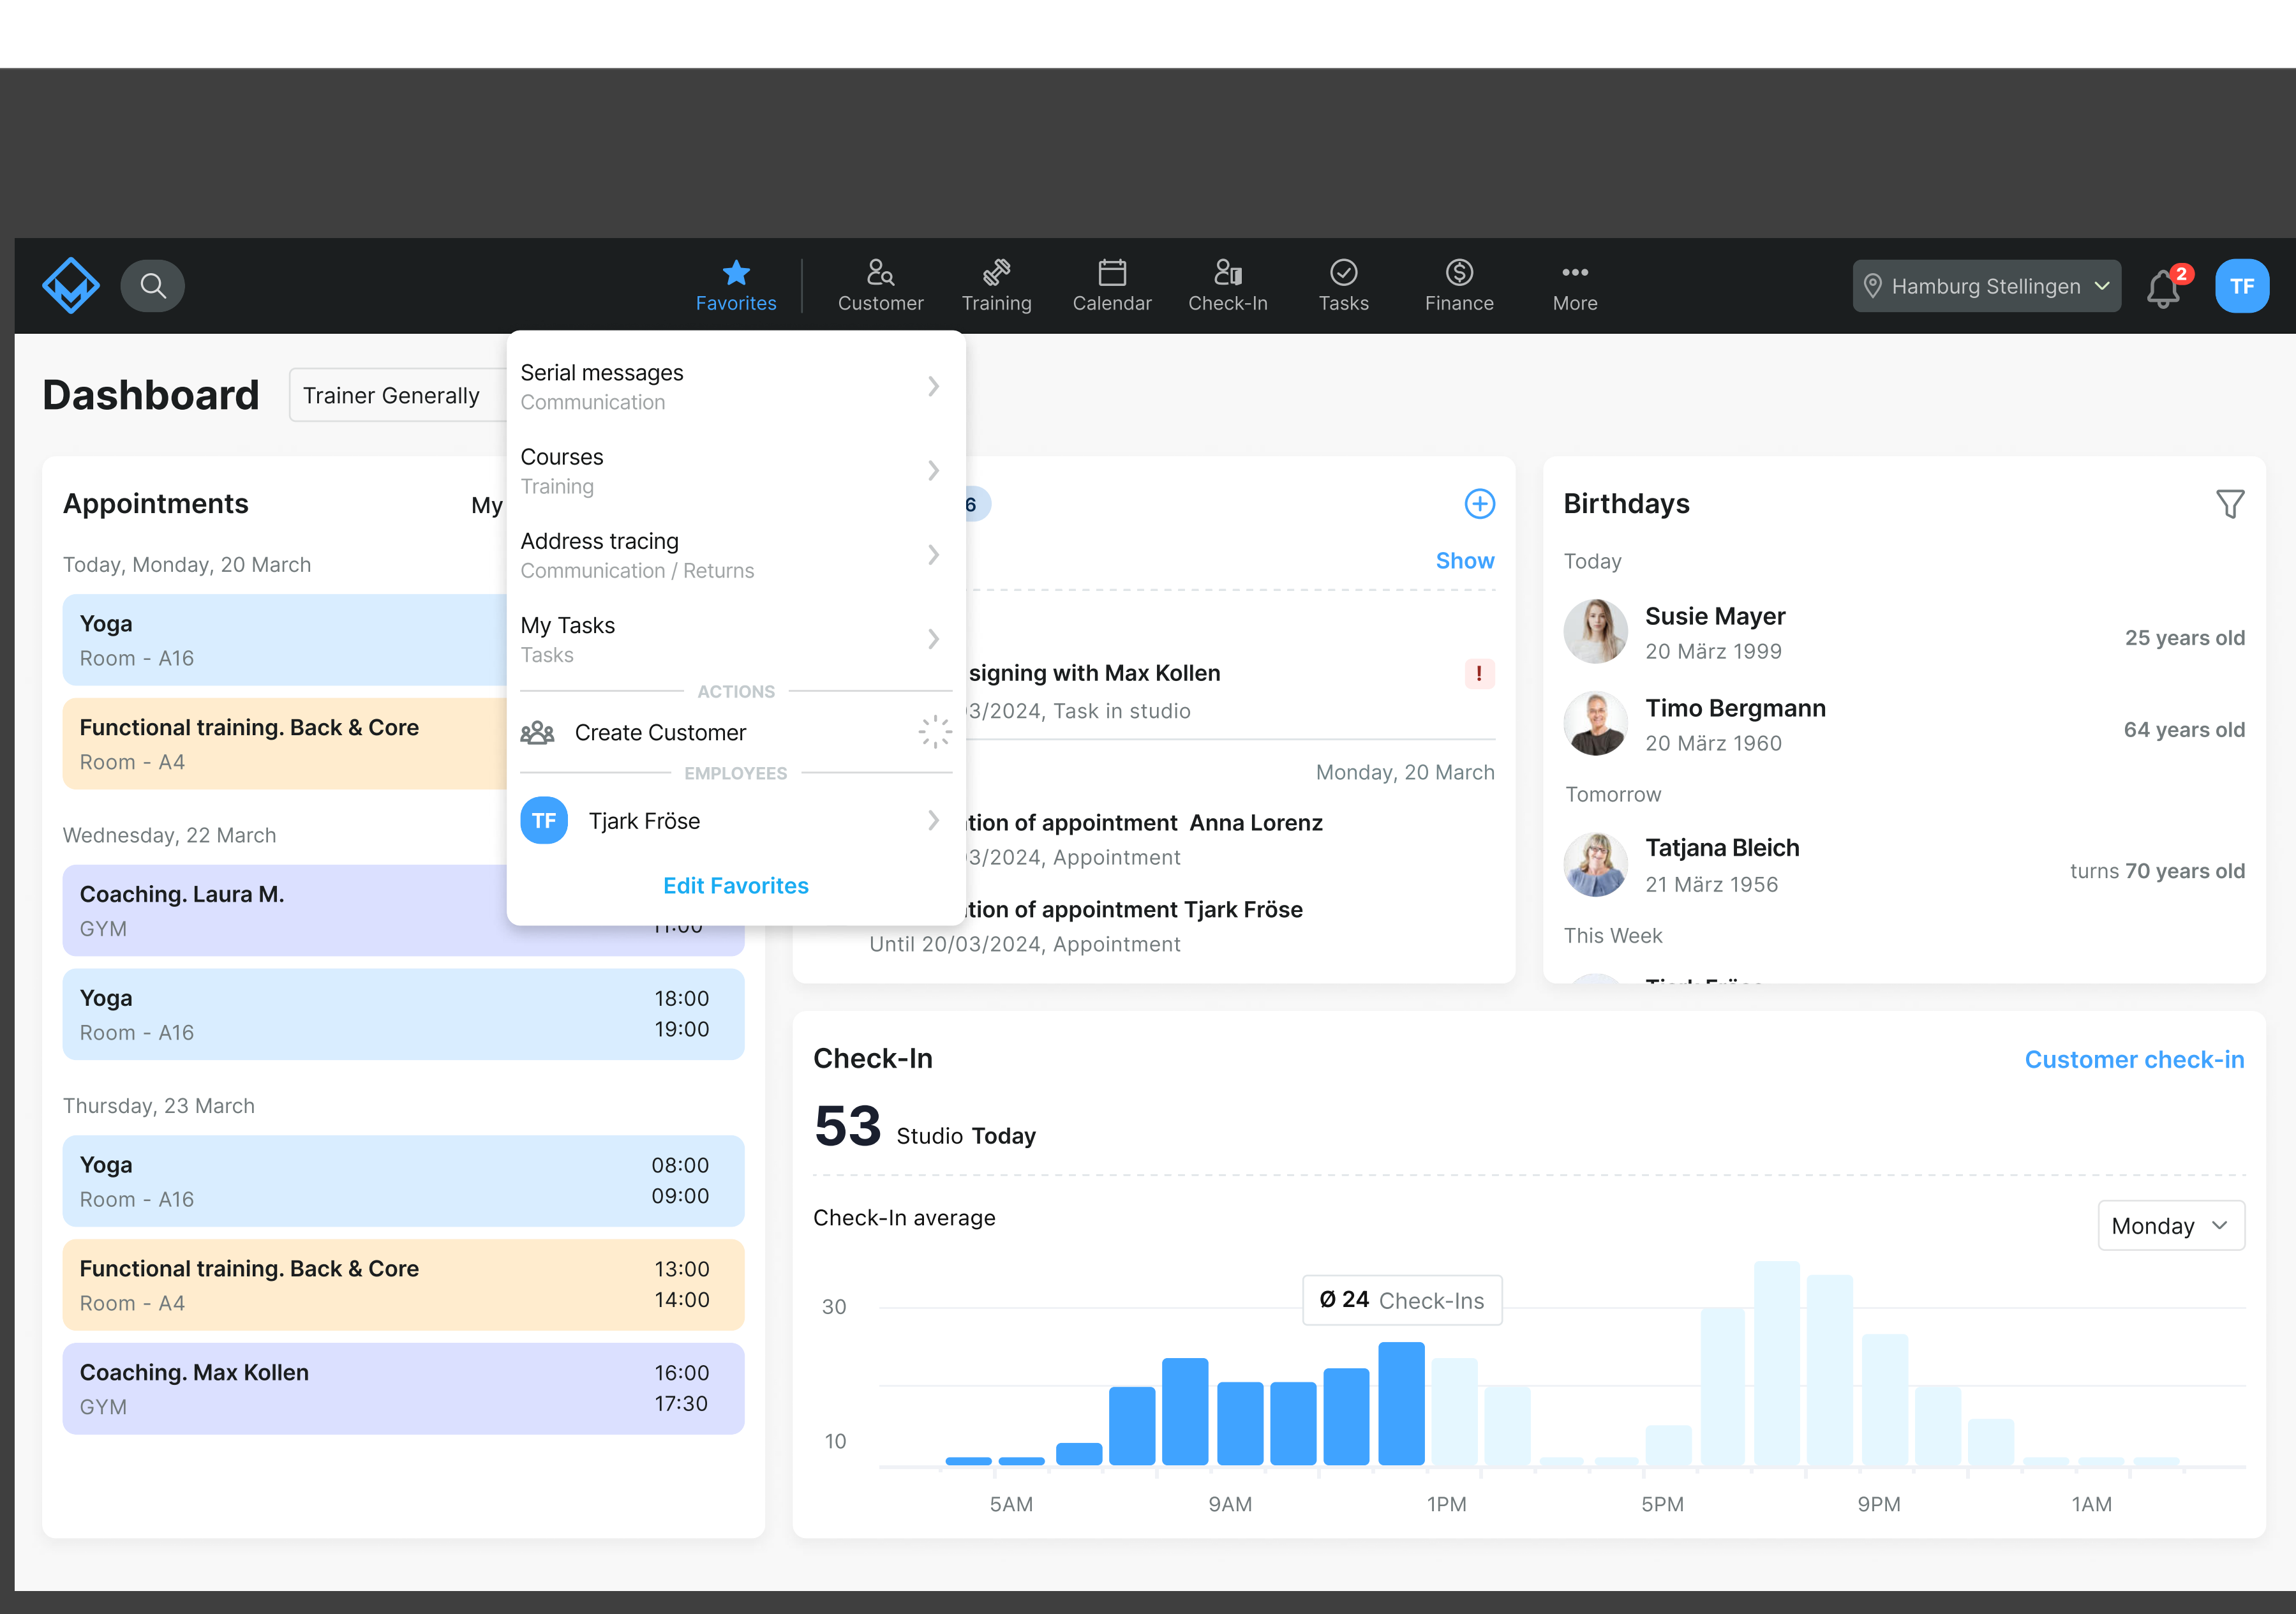 Favorites
Customer
Training
Calendar
Check-In
Tasks
Finance
More
Hamburg Stellingen
2
TF
Dashboard
Trainer Generally
Serial messages
Communication
Courses
Training
Address tracing
Communication / Returns
My Tasks
Tasks
ACTIONS
Create Customer
EMPLOYEES
TF
Tjark Fröse
Edit Favorites
Appointments
My
Today, Monday, 20 March
Yoga
Room - A16
Functional training. Back & Core
Room - A4
Wednesday, 22 March
Coaching. Laura M.
GYM
11:00
Yoga
Room - A16
18:00
19:00
Thursday, 23 March
Yoga
Room - A16
08:00
09:00
Functional training. Back & Core
Room - A4
13:00
14:00
Coaching. Max Kollen
GYM
16:00
17:30
6
Show
signing with Max Kollen
!
3/2024, Task in studio
Monday, 20 March
tion of appointment Anna Lorenz
3/2024, Appointment
tion of appointment Tjark Fröse
Until 20/03/2024, Appointment
Birthdays
Today
Susie Mayer
20 März 1999
25 years old
Timo Bergmann
20 März 1960
64 years old
Tomorrow
Tatjana Bleich
21 März 1956
turns 70 years old
This Week
Tjark Fröse
Check-In
Customer check-in
53 Studio Today
Check-In average
Monday
Ø 24 Check-Ins
30
10
5AM
9AM
1PM
5PM
9PM
1AM